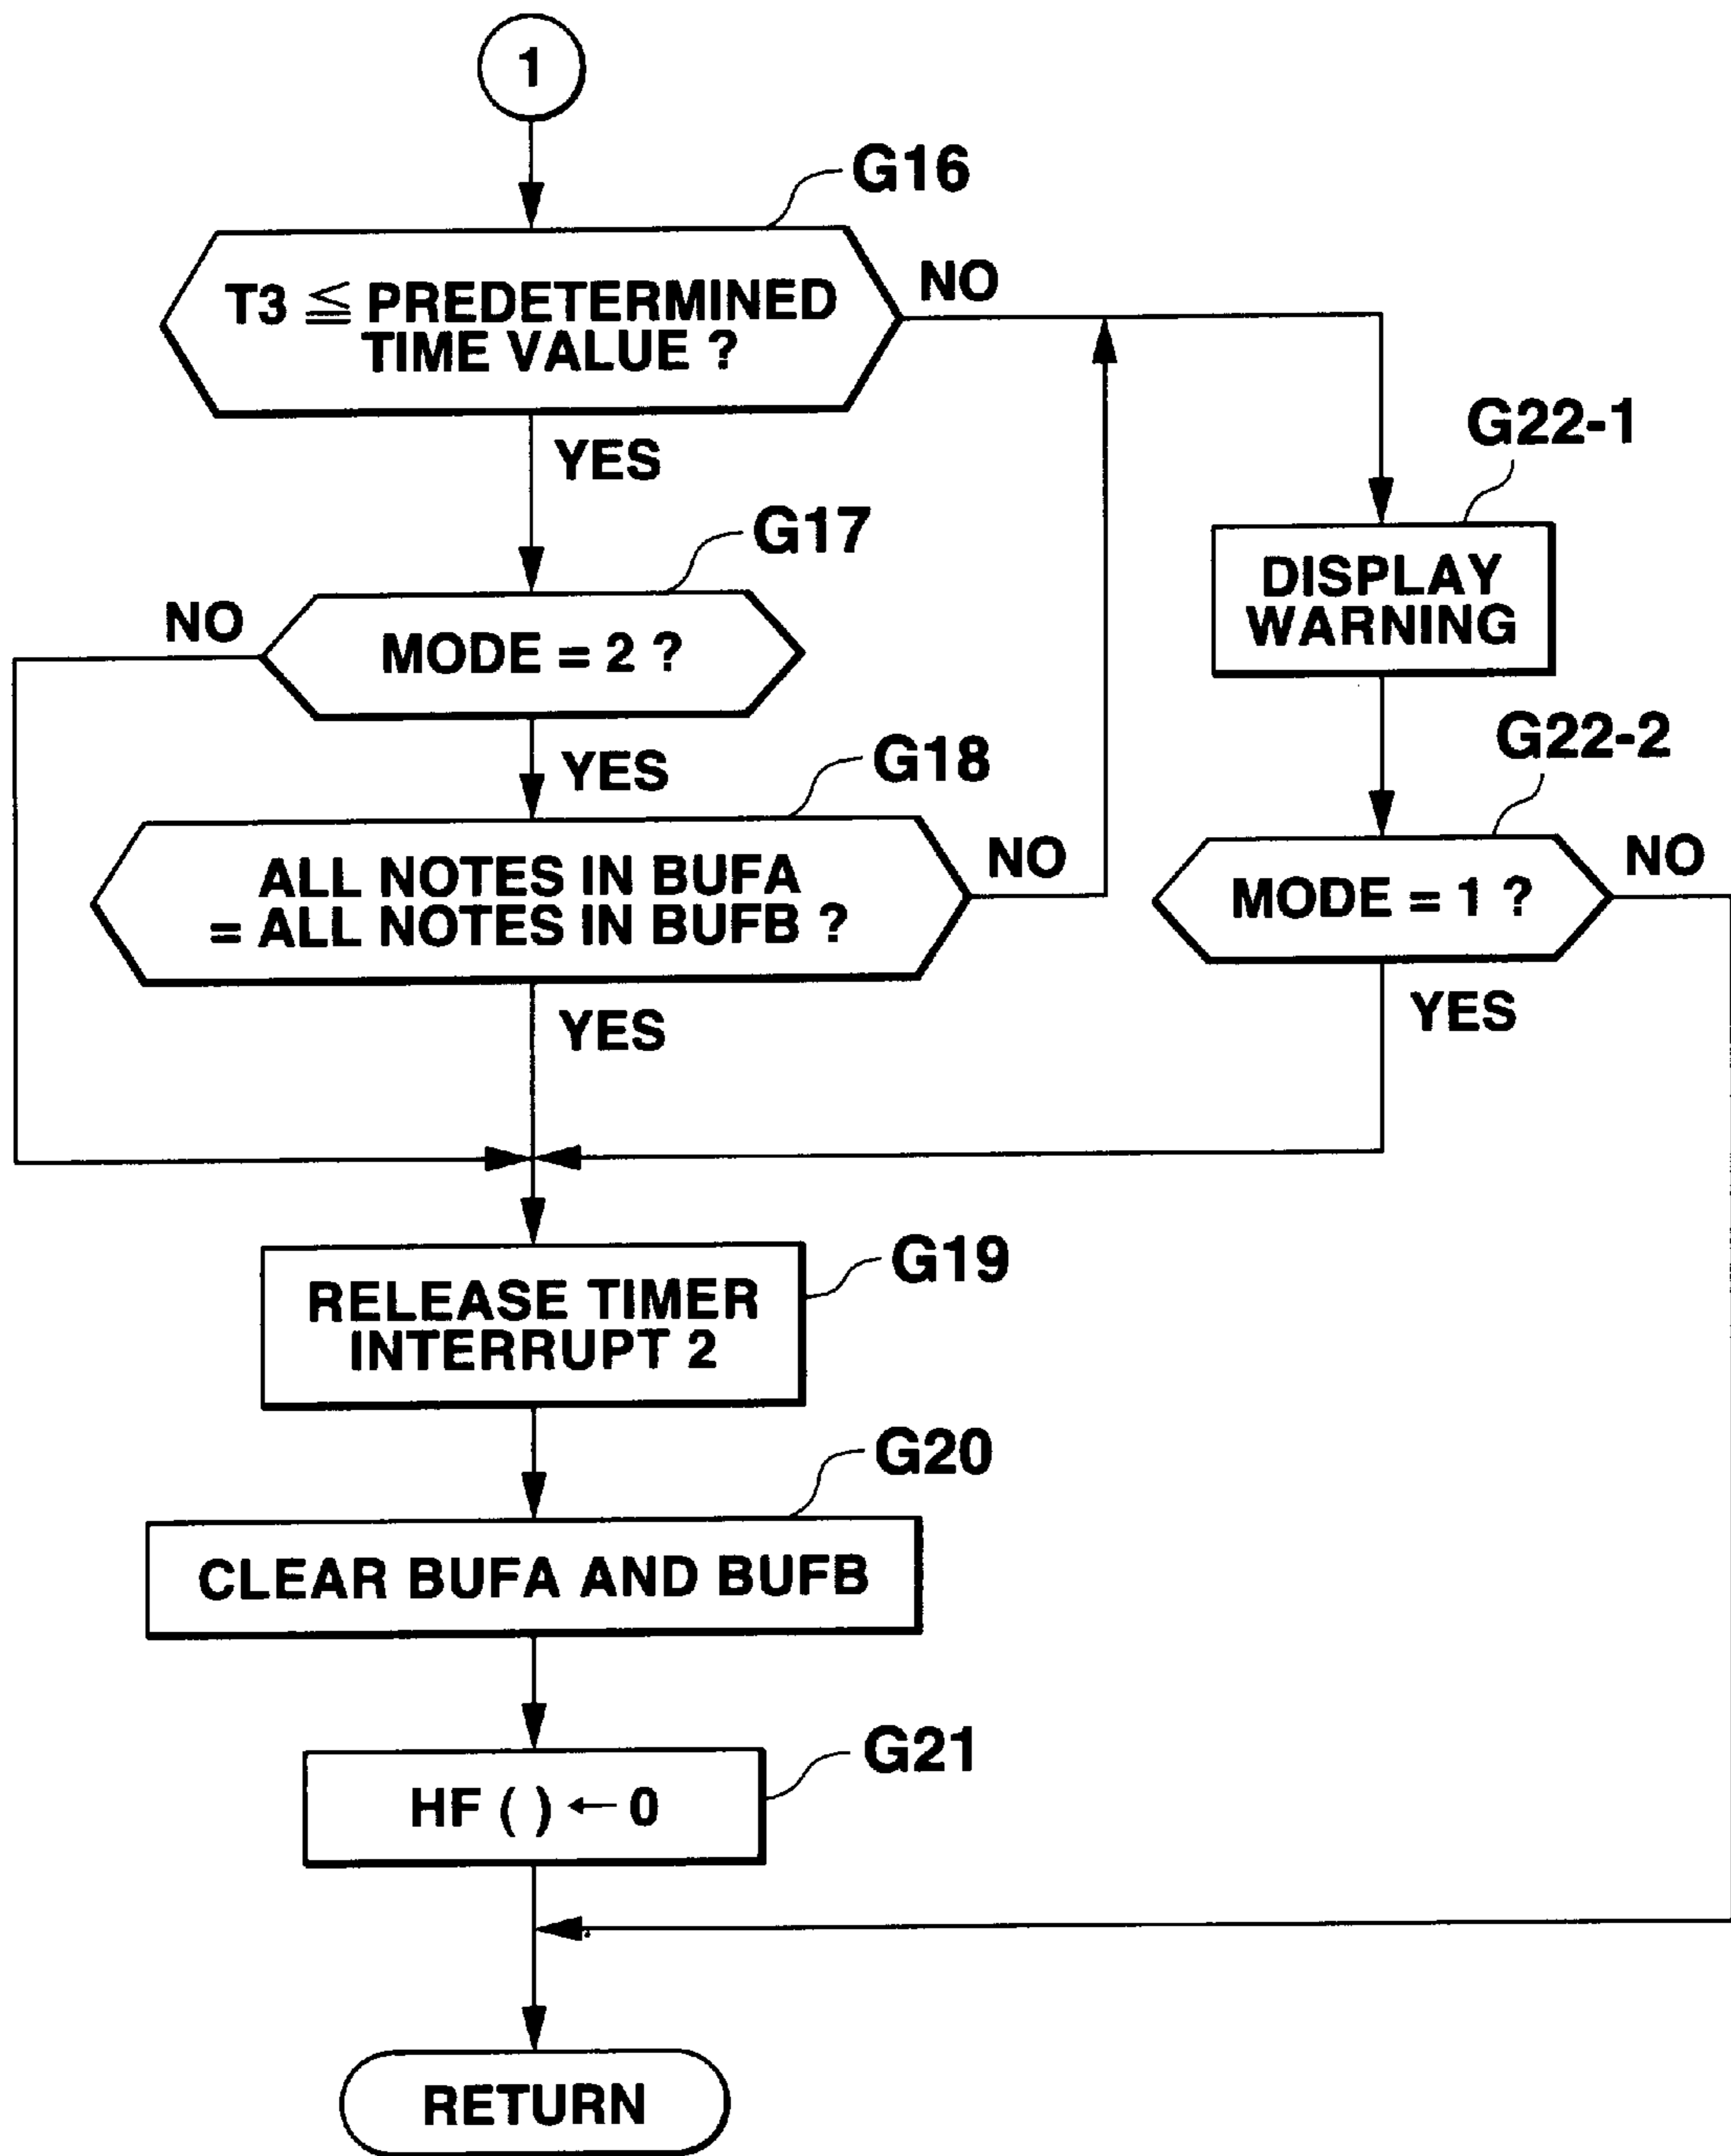 1
G16
T3 ≦ PREDETERMINED
TIME VALUE ?
NO
YES
G17
MODE = 2 ?
NO
YES
G18
ALL NOTES IN BUFA
= ALL NOTES IN BUFB ?
NO
YES
G22-1
DISPLAY
WARNING
G22-2
MODE = 1 ?
NO
YES
G19
RELEASE TIMER
INTERRUPT 2
G20
CLEAR BUFA AND BUFB
G21
HF ( ) ← 0
RETURN